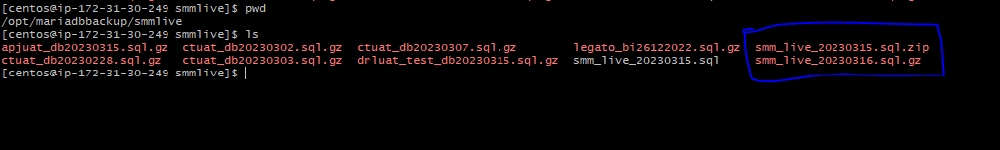 [centos@ip-172-31-30-249 smmlive]$ pwd
/opt/mariadbbackup/smmlive
[centos@ip-172-31-30-249 smmlive]$ ls
apjuat_db20230315.sql.gz  ctuat_db20230302.sql.gz  ctuat_db20230307.sql.gz        legato_bi26122022.sql.gz  smm_live_20230315.sql.zip
ctuat_db20230228.sql.gz   ctuat_db20230303.sql.gz  drluat_test_db20230315.sql.gz  smm_live_20230315.sql     smm_live_20230316.sql.gz
[centos@ip-172-31-30-249 smmlive]$